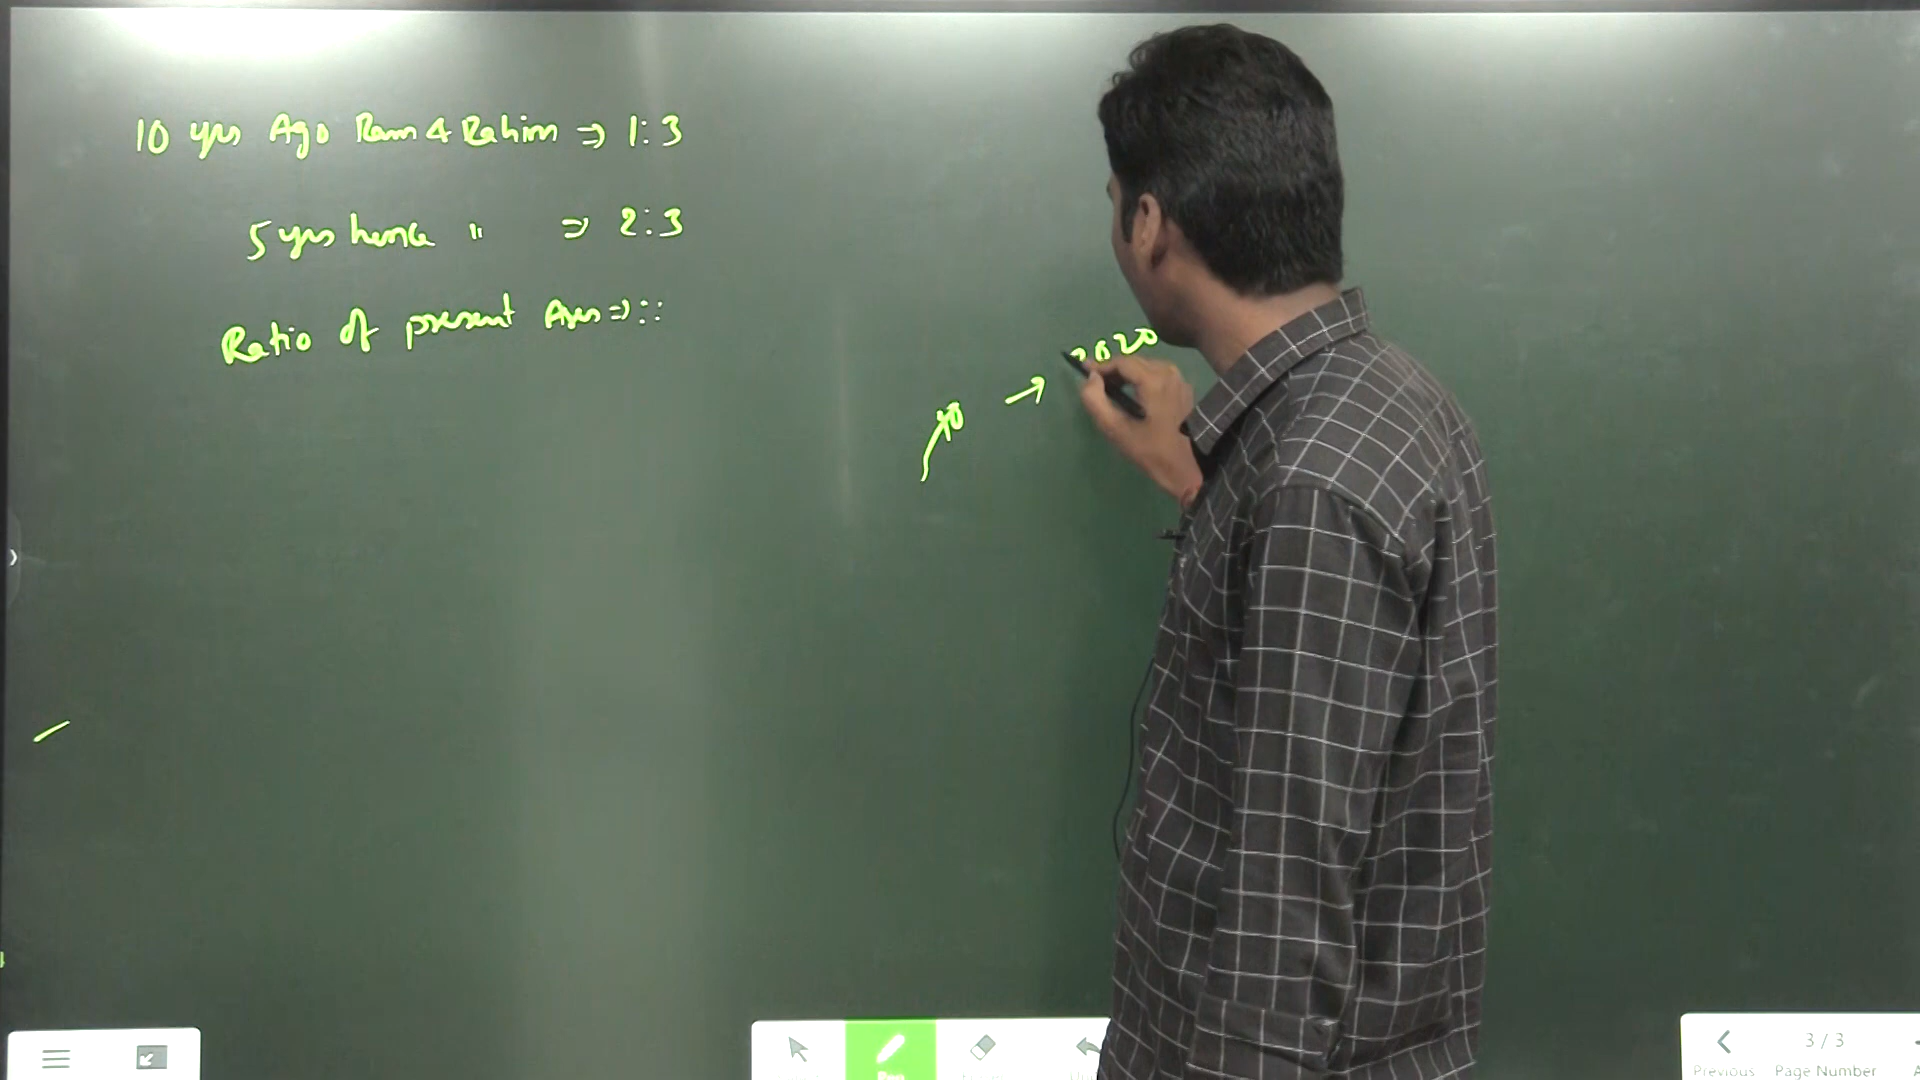 10 yrs Ago Ram & Rahim ⇒ 1:3
5 yrs hence " ⇒ 2:3
Ratio of present Ages ⇒ ::
10 → 2020
3 / 3
Previous Page Number